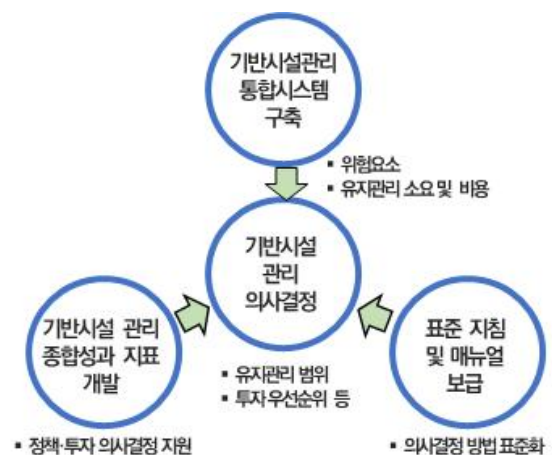 기반시설관리
통합시스템
구축
▪ 위험요소
▪ 유지관리 소요 및 비용
기반시설
관리
의사결정
▪ 유지관리 범위
▪ 투자 우선순위 등
기반시설 관리
종합성과 지표
개발
▪ 정책·투자 의사결정 지원
표준 지침
및 매뉴얼
보급
▪ 의사결정 방법 표준화